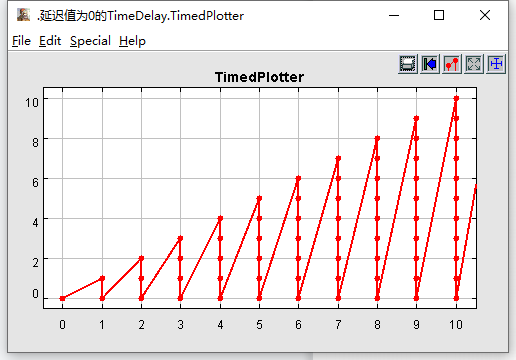 .延迟值为0的TimeDelay.TimedPlotter
File Edit Special Help
TimedPlotter
10
8
6
4
2
0
0 1 2 3 4 5 6 7 8 9 10